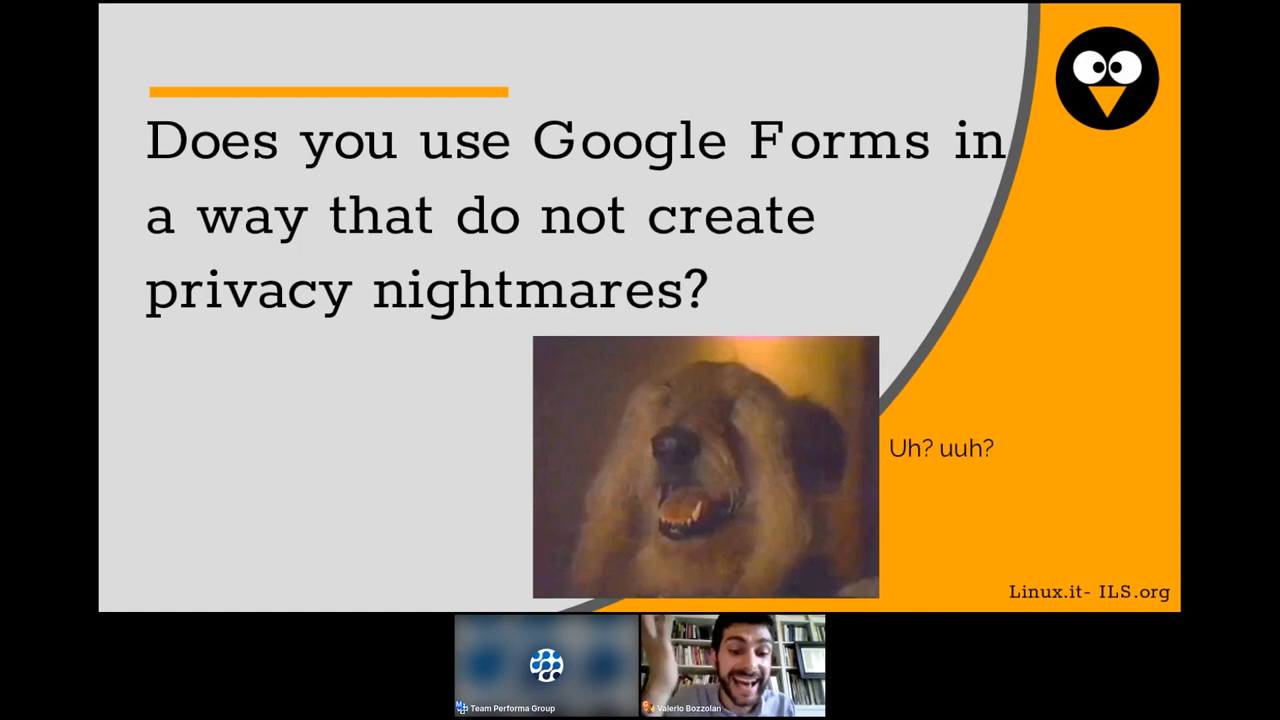 Does you use Google Forms in
a way that do not create
privacy nightmares?
Uh? uuh?
Linux.it- ILS.org
Team Performa Group
Valerio Bozzolan